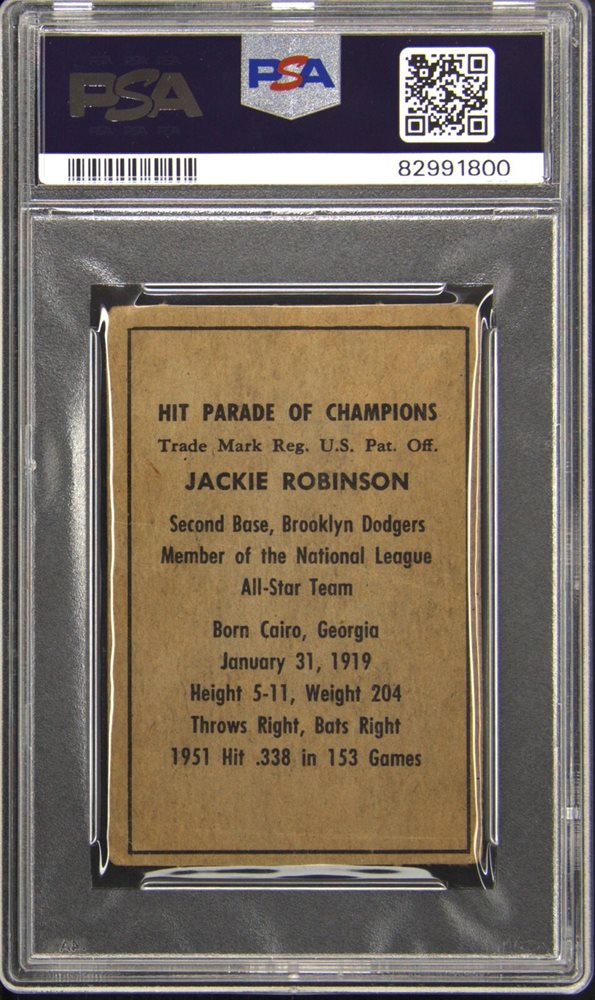 PSA
PSA
82991800
HIT PARADE OF CHAMPIONS
Trade Mark Reg. U.S. Pat. Off.
JACKIE ROBINSON
Second Base, Brooklyn Dodgers
Member of the National League
All-Star Team
Born Cairo, Georgia
January 31, 1919
Height 5-11, Weight 204
Throws Right, Bats Right
1951 Hit .338 in 153 Games